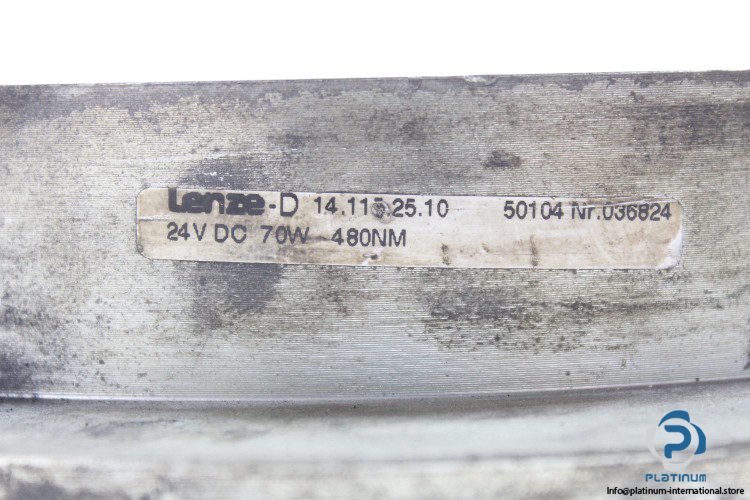 Lenze-D 14.115.25.10 50104 Nr.036824
24V DC 70W 480NM
PLATINUM
Info@platinum-international.store